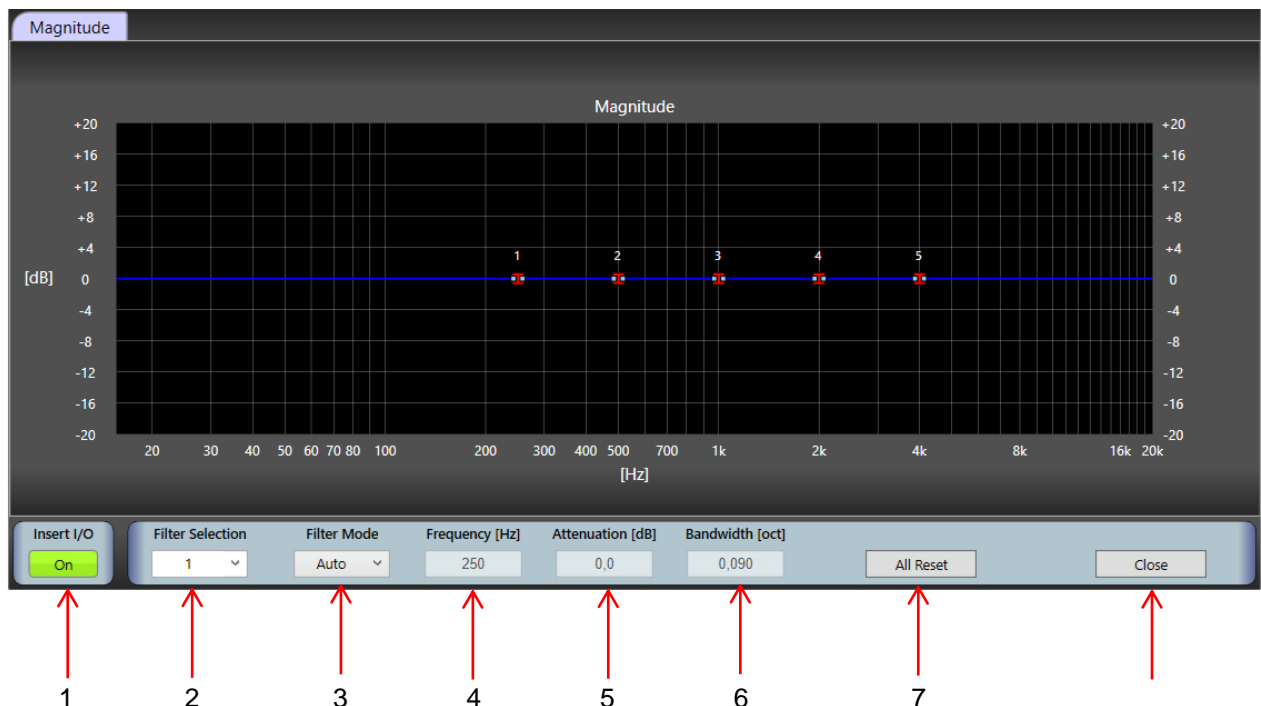 Magnitude
Magnitude
+20 +20
+16 +16
+12 +12
+8 +8
+4 1 2 3 4 5 +4
[dB] 0 0
-4 -4
-8 -8
-12 -12
-16 -16
-20 -20
20 30 40 50 60 70 80 100 200 300 400 500 700 1k 2k 4k 8k 16k 20k
[Hz]
Insert I/O Filter Selection Filter Mode Frequency [Hz] Attenuation [dB] Bandwidth [oct]
On 1 Auto 250 0,0 0,090 All Reset Close
1 2 3 4 5 6 7